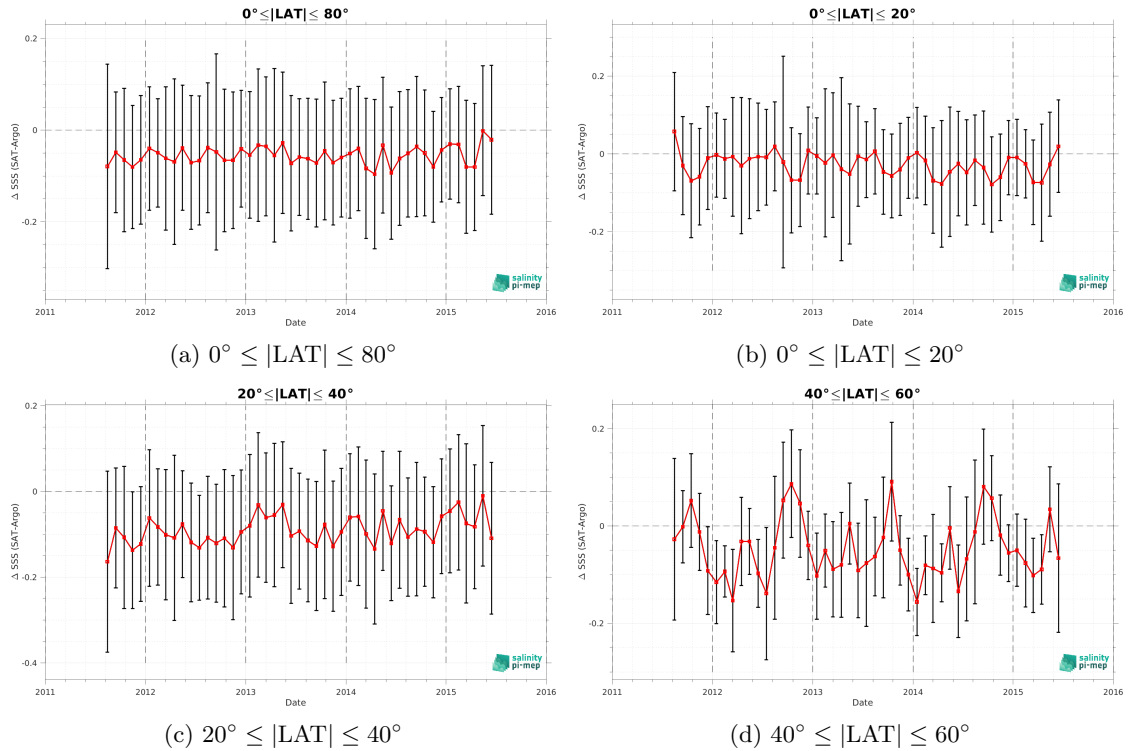 0°≤|LAT|≤ 80°
0.2
0
-0.2
Δ SSS (SAT-Argo)
2011 2012 2013 2014 2015 2016
Date
salinity
pi-mep
(a) 0° ≤ |LAT| ≤ 80°
0°≤|LAT|≤ 20°
0.2
0
-0.2
Δ SSS (SAT-Argo)
2011 2012 2013 2014 2015 2016
Date
salinity
pi-mep
(b) 0° ≤ |LAT| ≤ 20°
20°≤|LAT|≤ 40°
0.2
0
-0.2
-0.4
Δ SSS (SAT-Argo)
2011 2012 2013 2014 2015 2016
Date
salinity
pi-mep
(c) 20° ≤ |LAT| ≤ 40°
40°≤|LAT|≤ 60°
0.2
0
-0.2
Δ SSS (SAT-Argo)
2011 2012 2013 2014 2015 2016
Date
salinity
pi-mep
(d) 40° ≤ |LAT| ≤ 60°